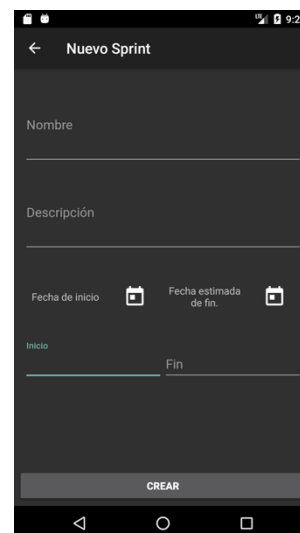 9:2
Nuevo Sprint
Nombre
Descripción
Fecha de inicio
Fecha estimada
de fin.
Inicio
Fin
CREAR